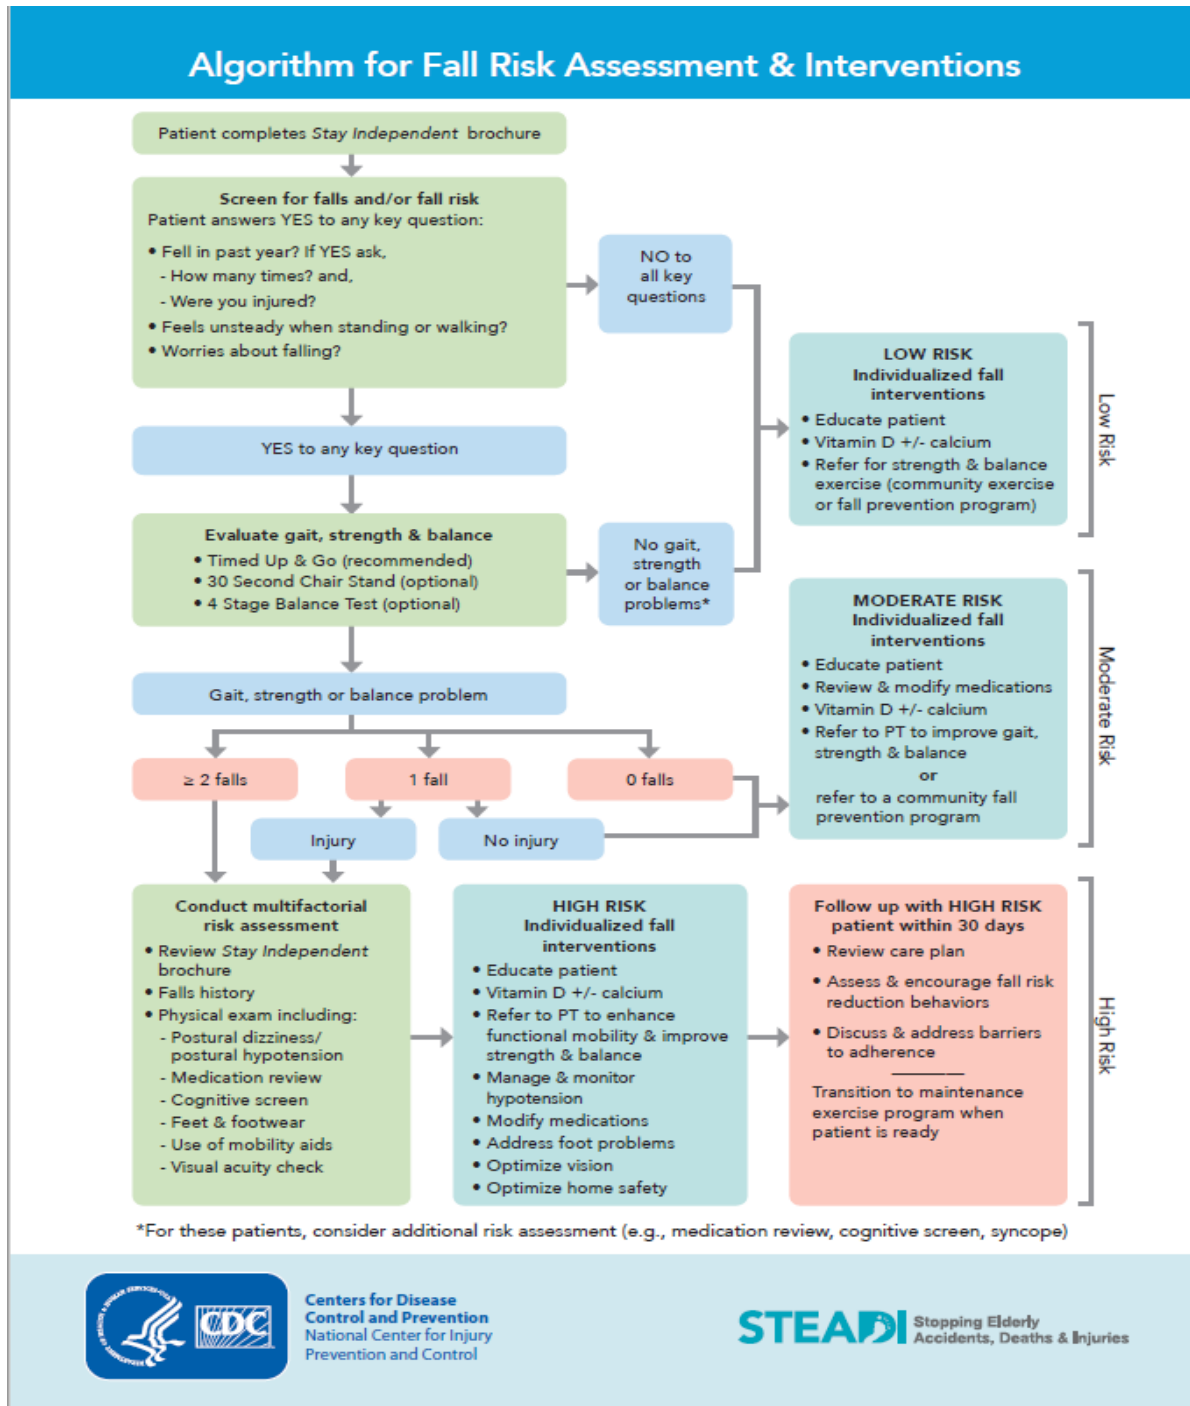 Algorithm for Fall Risk Assessment & Interventions
Patient completes Stay Independent brochure
Screen for falls and/or fall risk
Patient answers YES to any key question:
• Fell in past year? If YES ask,
- How many times? and,
- Were you injured?
• Feels unsteady when standing or walking?
• Worries about falling?
NO to
all key
questions
YES to any key question
Evaluate gait, strength & balance
• Timed Up & Go (recommended)
• 30 Second Chair Stand (optional)
• 4 Stage Balance Test (optional)
No gait,
strength
or balance
problems*
LOW RISK
Individualized fall
interventions
• Educate patient
• Vitamin D +/- calcium
• Refer for strength & balance
exercise (community exercise
or fall prevention program)
Low Risk
Gait, strength or balance problem
≥ 2 falls
1 fall
0 falls
Injury
No injury
MODERATE RISK
Individualized fall
interventions
• Educate patient
• Review & modify medications
• Vitamin D +/- calcium
• Refer to PT to improve gait,
strength & balance
or
refer to a community fall
prevention program
Moderate Risk
Conduct multifactorial
risk assessment
• Review Stay Independent
brochure
• Falls history
• Physical exam including:
- Postural dizziness/
postural hypotension
- Medication review
- Cognitive screen
- Feet & footwear
- Use of mobility aids
- Visual acuity check
HIGH RISK
Individualized fall
interventions
• Educate patient
• Vitamin D +/- calcium
• Refer to PT to enhance
functional mobility & improve
strength & balance
• Manage & monitor
hypotension
• Modify medications
• Address foot problems
• Optimize vision
• Optimize home safety
Follow up with HIGH RISK
patient within 30 days
• Review care plan
• Assess & encourage fall risk
reduction behaviors
• Discuss & address barriers
to adherence
Transition to maintenance
exercise program when
patient is ready
High Risk
*For these patients, consider additional risk assessment (e.g., medication review, cognitive screen, syncope)
CDC
Centers for Disease
Control and Prevention
National Center for Injury
Prevention and Control
STEADI
Stopping Elderly
Accidents, Deaths & Injuries